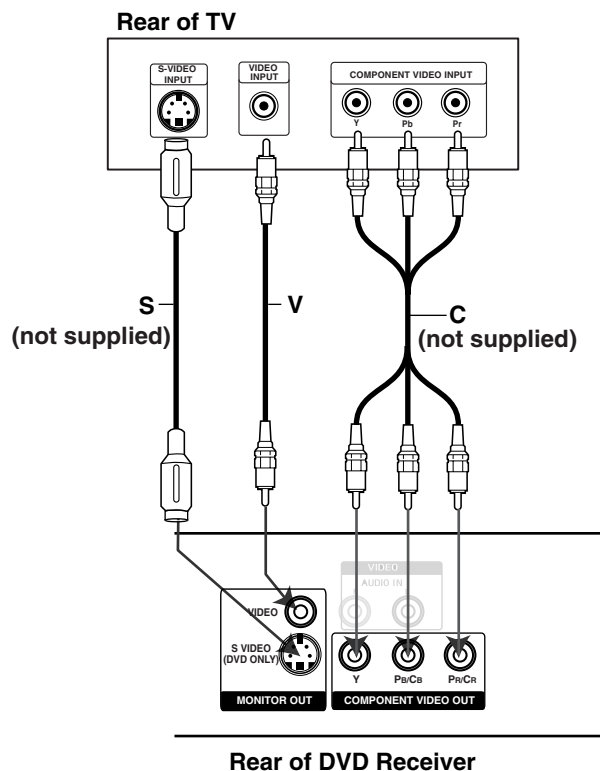 Rear of TV
S-VIDEO
INPUT
VIDEO
INPUT
COMPONENT VIDEO INPUT
Y Pb Pr
S
(not supplied)
V
C
(not supplied)
VIDEO
AUDIO IN
VIDEO
S VIDEO
(DVD ONLY)
MONITOR OUT
Y PB/CB PR/CR
COMPONENT VIDEO OUT
Rear of DVD Receiver